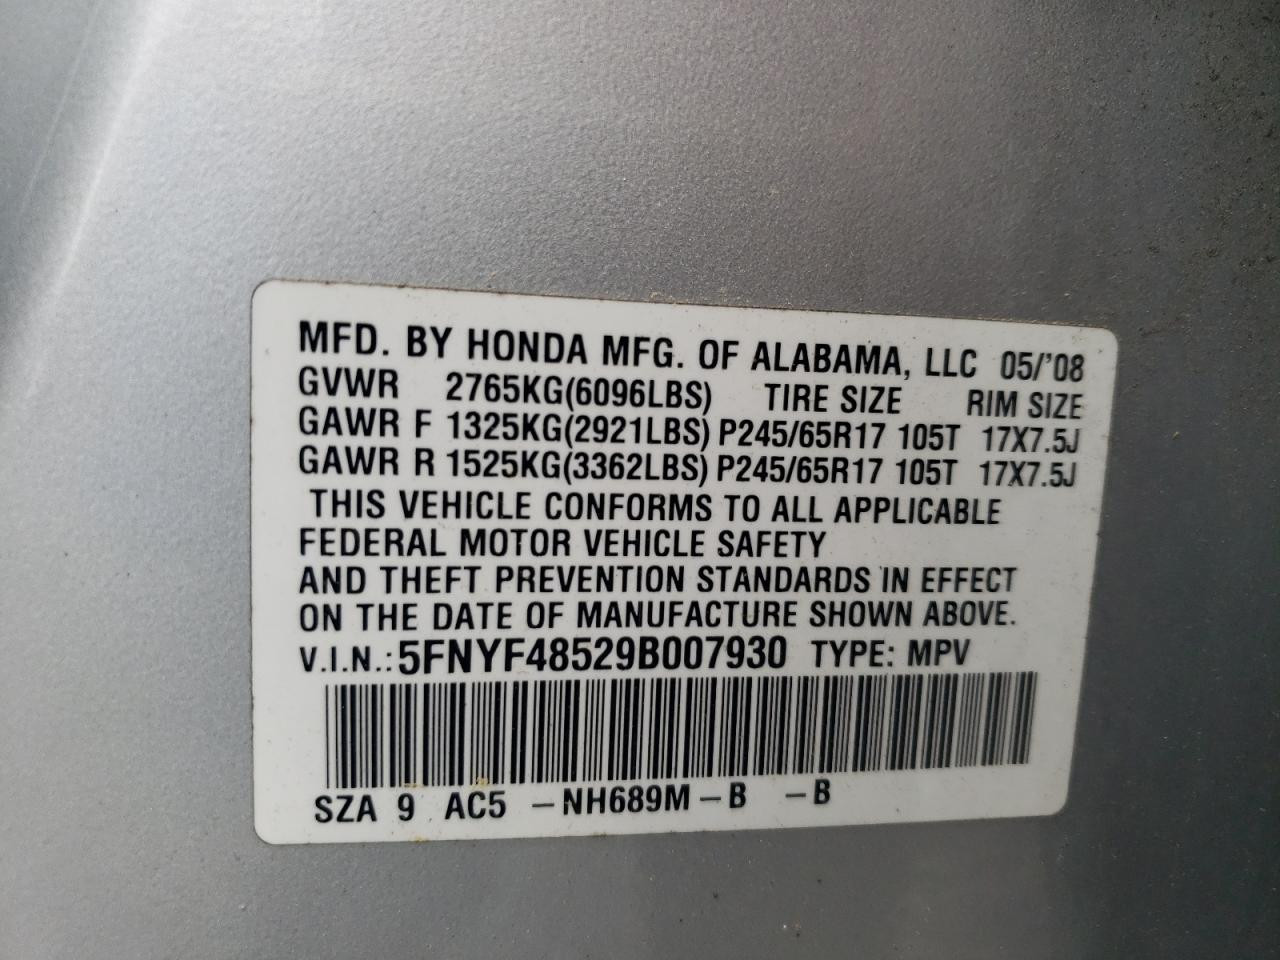 MFD. BY HONDA MFG. OF ALABAMA, LLC 05/'08
GVWR 2765KG(6096LBS) TIRE SIZE RIM SIZE
GAWR F 1325KG(2921LBS) P245/65R17 105T 17X7.5J
GAWR R 1525KG(3362LBS) P245/65R17 105T 17X7.5J
THIS VEHICLE CONFORMS TO ALL APPLICABLE
FEDERAL MOTOR VEHICLE SAFETY
AND THEFT PREVENTION STANDARDS IN EFFECT
ON THE DATE OF MANUFACTURE SHOWN ABOVE.
V.I.N.: 5FNYF48529B007930 TYPE: MPV
SZA 9 AC5 –NH689M –B –B